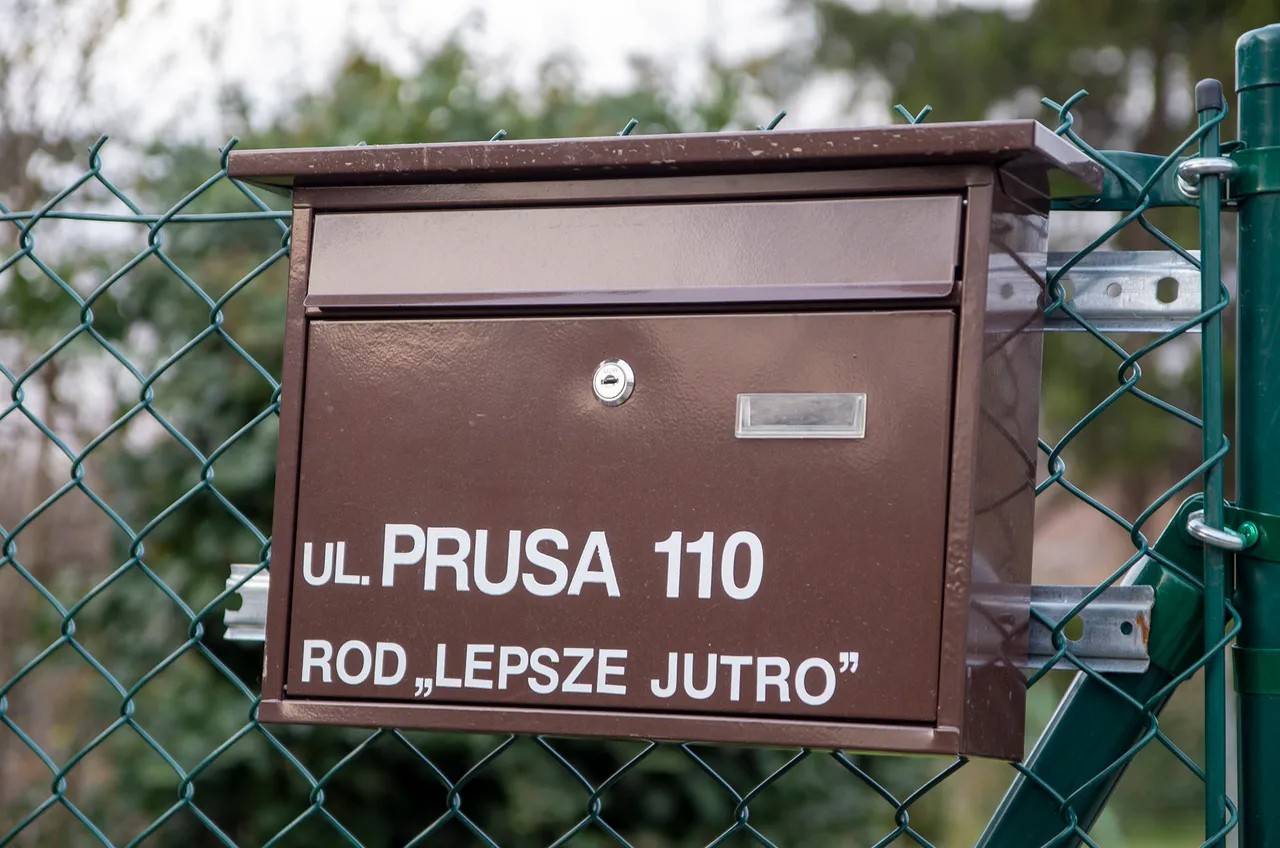 UL. PRUSA 110
ROD „LEPSZE JUTRO”